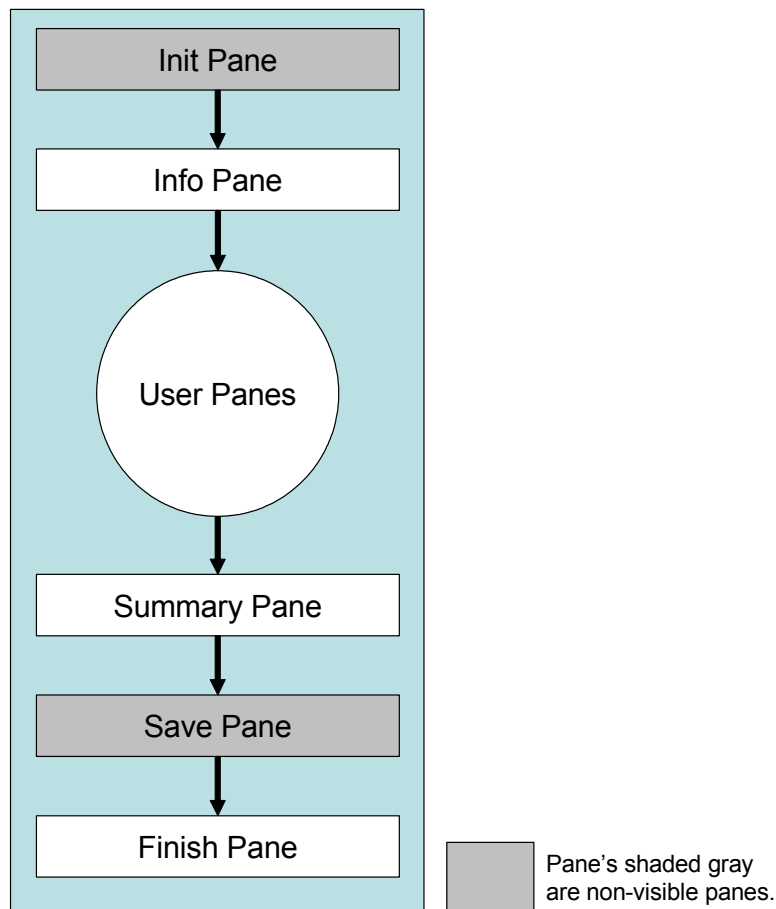 Init Pane
Info Pane
User Panes
Summary Pane
Save Pane
Finish Pane
Pane's shaded gray
are non-visible panes.